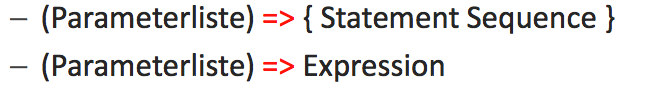 – (Parameterliste) => { Statement Sequence }
– (Parameterliste) => Expression